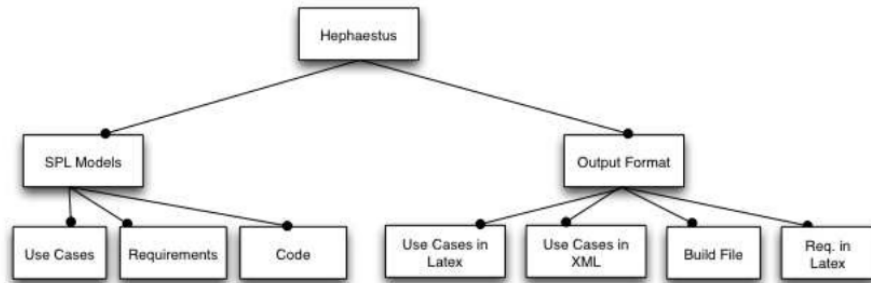 Hephaestus
SPL Models
Output Format
Use Cases
Requirements
Code
Use Cases in
Latex
Use Cases in
XML
Build File
Req. in
Latex